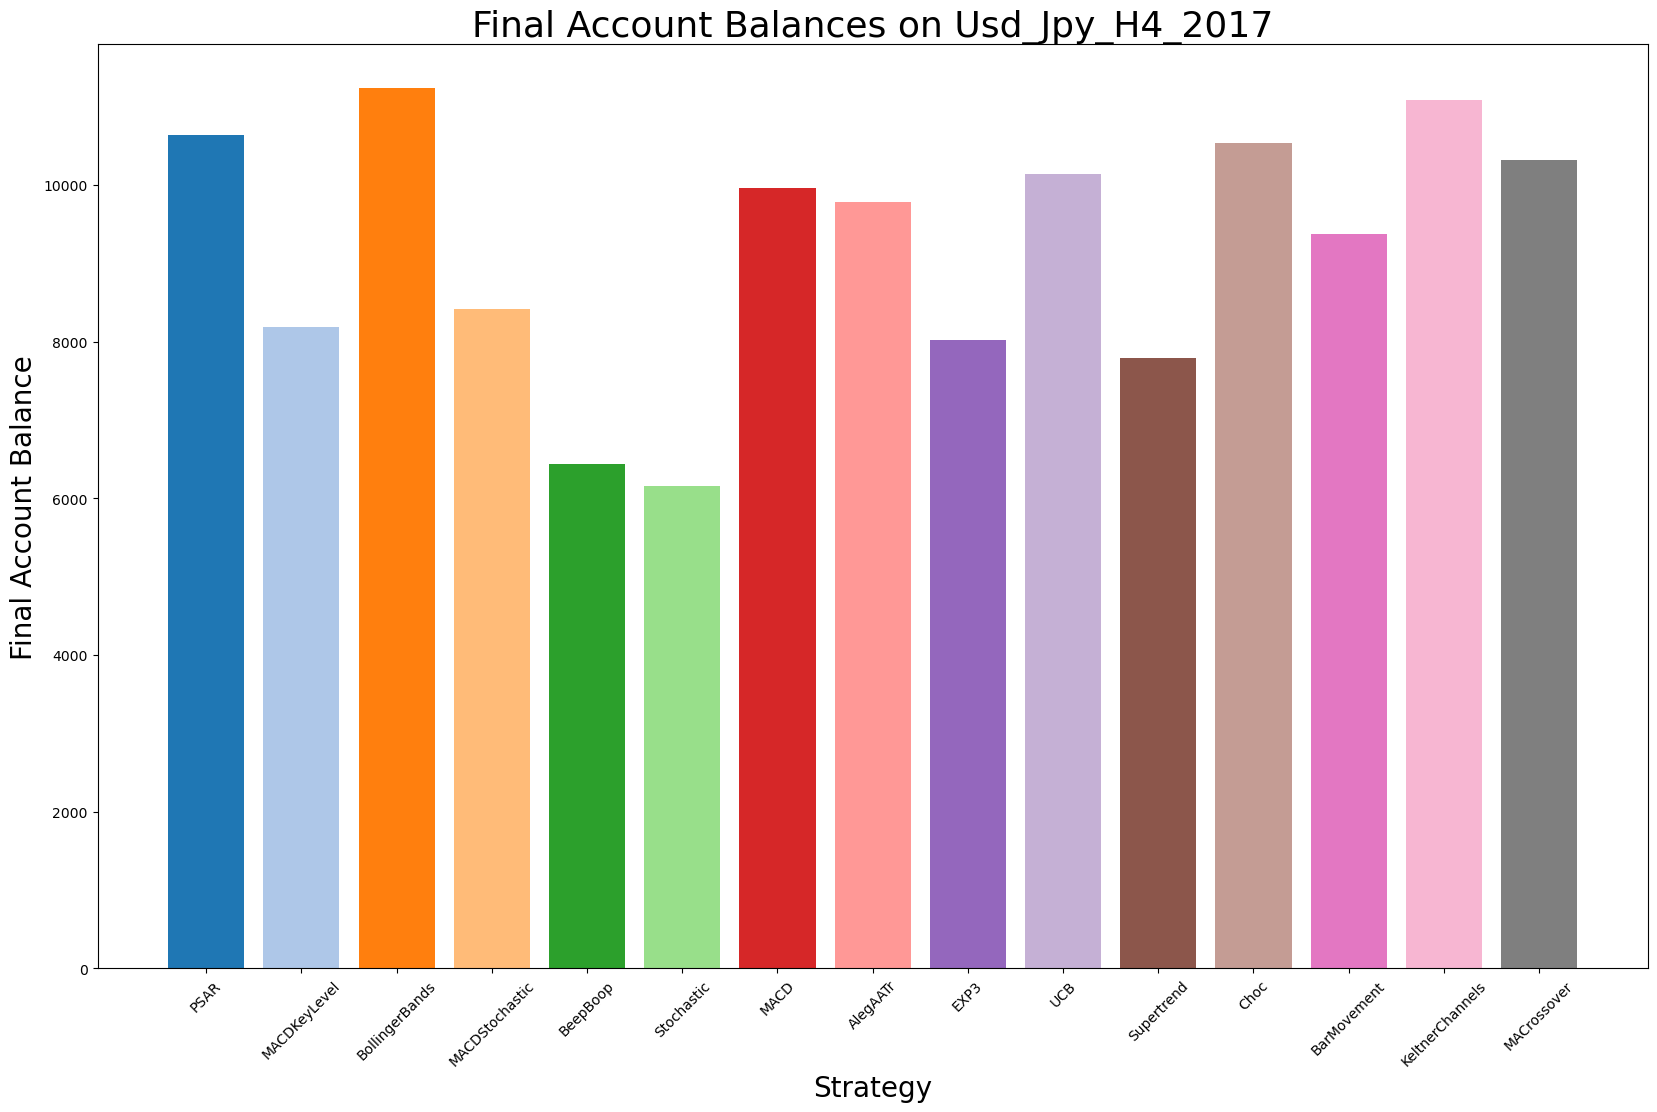 Final Account Balances on Usd_Jpy_H4_2017
Final Account Balance
10000
8000
6000
4000
2000
0
PSAR
MACDKeyLevel
BollingerBands
MACDStochastic
BeepBoop
Stochastic
MACD
AlegAATr
EXP3
UCB
Supertrend
Choc
BarMovement
KeltnerChannels
MACrossover
Strategy